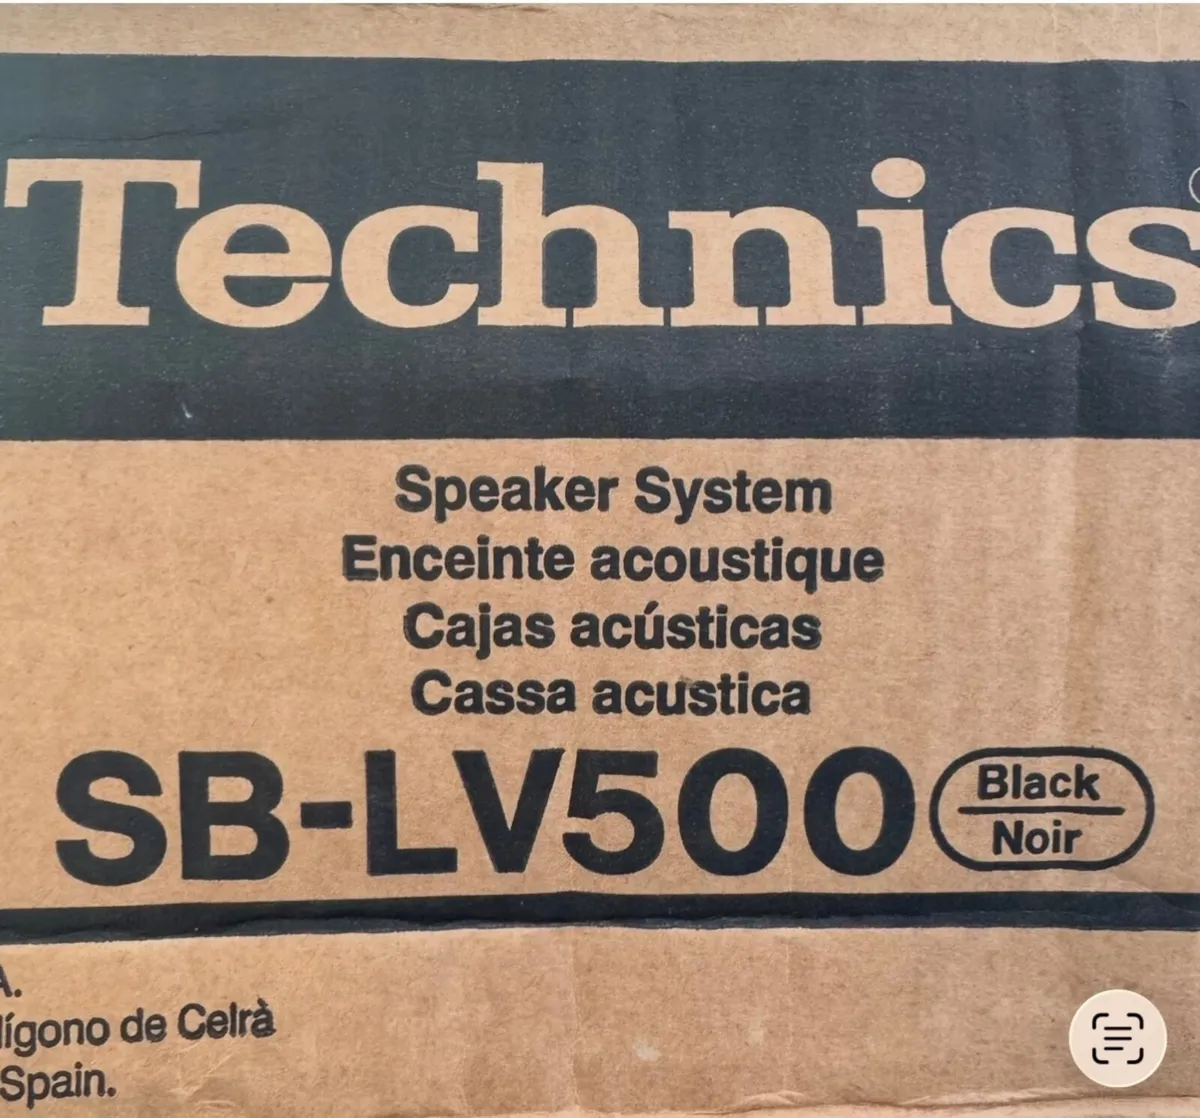 Technics
Speaker System
Enceinte acoustique
Cajas acústicas
Cassa acustica
SB-LV500 Black
Noir
A.
lígono de Celrà
Spain.